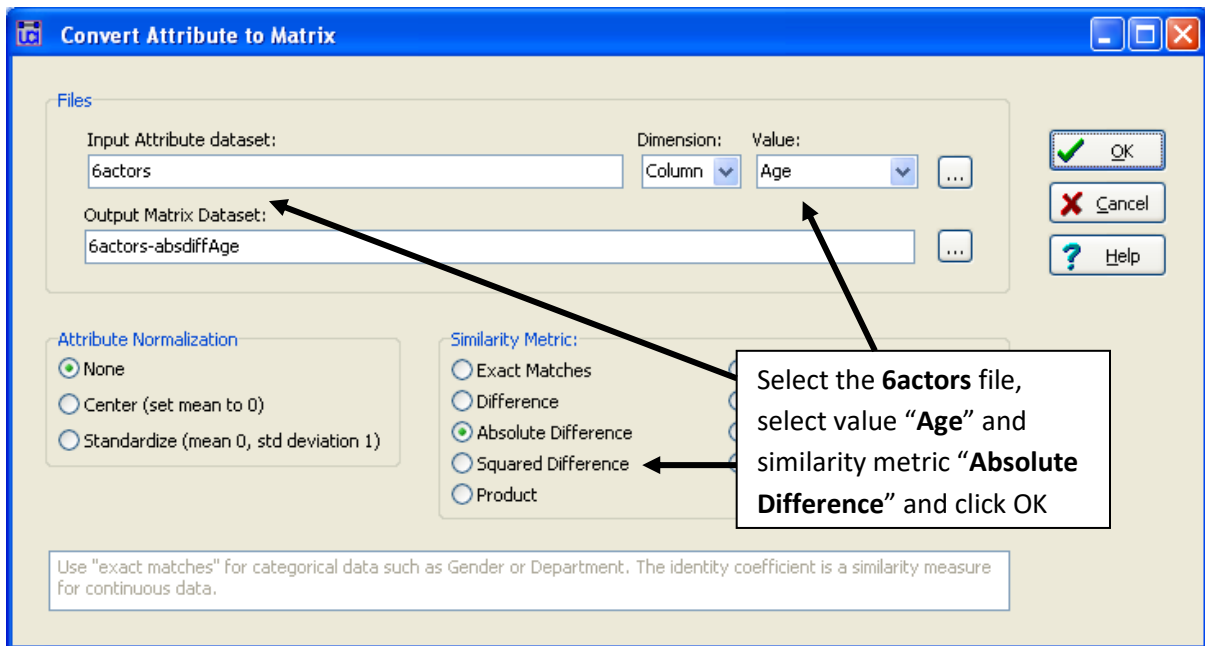 Convert Attribute to Matrix
Files
Input Attribute dataset:
Dimension:
Value:
6actors
Column
Age
...
Output Matrix Dataset:
6actors-absdiffAge
...
OK
Cancel
Help
Attribute Normalization
None
Center (set mean to 0)
Standardize (mean 0, std deviation 1)
Similarity Metric:
Exact Matches
Difference
Absolute Difference
Squared Difference
Product
Select the 6actors file,
select value “Age” and
similarity metric “Absolute
Difference” and click OK
Use "exact matches" for categorical data such as Gender or Department. The identity coefficient is a similarity measure
for continuous data.